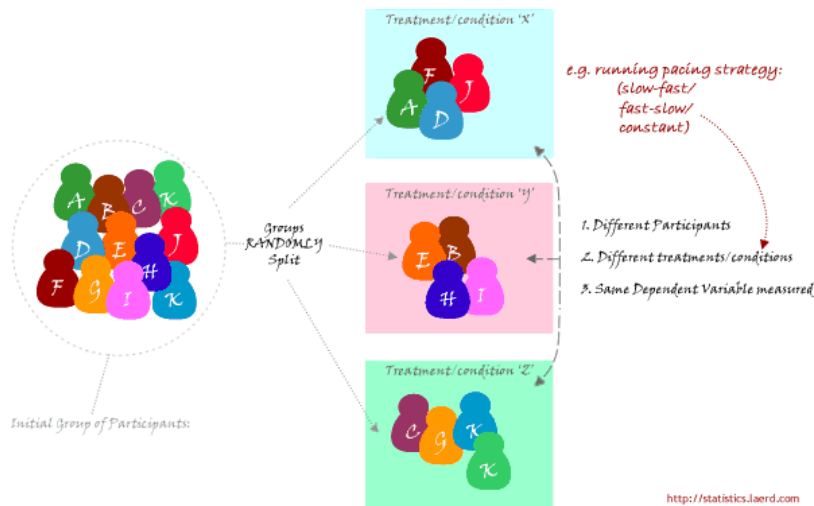 Treatment/condition 'X'
F
J
A
D
e.g. running pacing strategy:
(slow-fast/
fast-slow/
constant)
A
B
C
K
D
E
J
F
G
H
I
K
Groups
RANDOMLY
Split
Treatment/condition 'Y'
E
B
H
I
1. Different Participants
2. Different treatments/conditions
3. Same Dependent Variable measured
Treatment/condition 'Z'
C
G
K
K
Initial Group of Participants:
http://statistics.laerd.com